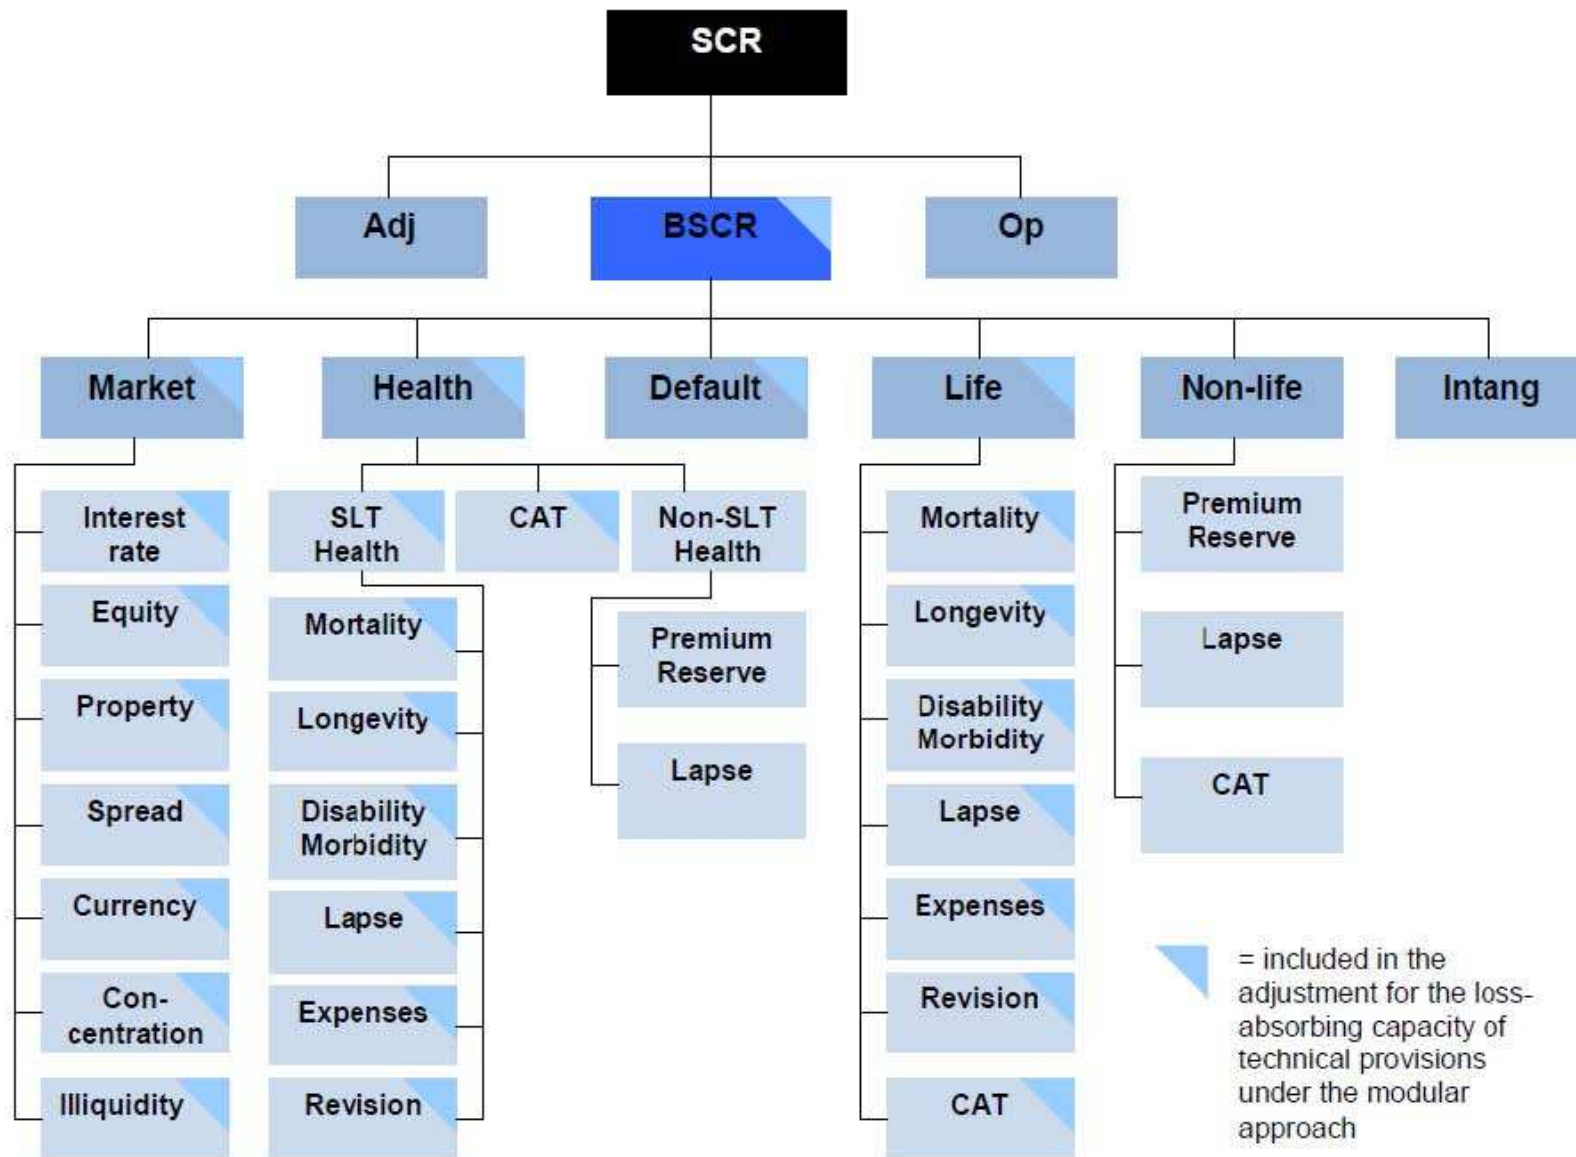 SCR
Adj
BSCR
Op
Market
Health
Default
Life
Non-life
Intang
Interest
rate
Equity
Property
Spread
Currency
Con-
centration
Illiquidity
SLT
Health
CAT
Non-SLT
Health
Mortality
Longevity
Disability
Morbidity
Lapse
Expenses
Revision
Premium
Reserve
Lapse
Mortality
Longevity
Disability
Morbidity
Lapse
Expenses
Revision
CAT
Premium
Reserve
Lapse
CAT
= included in the
adjustment for the loss-
absorbing capacity of
technical provisions
under the modular
approach